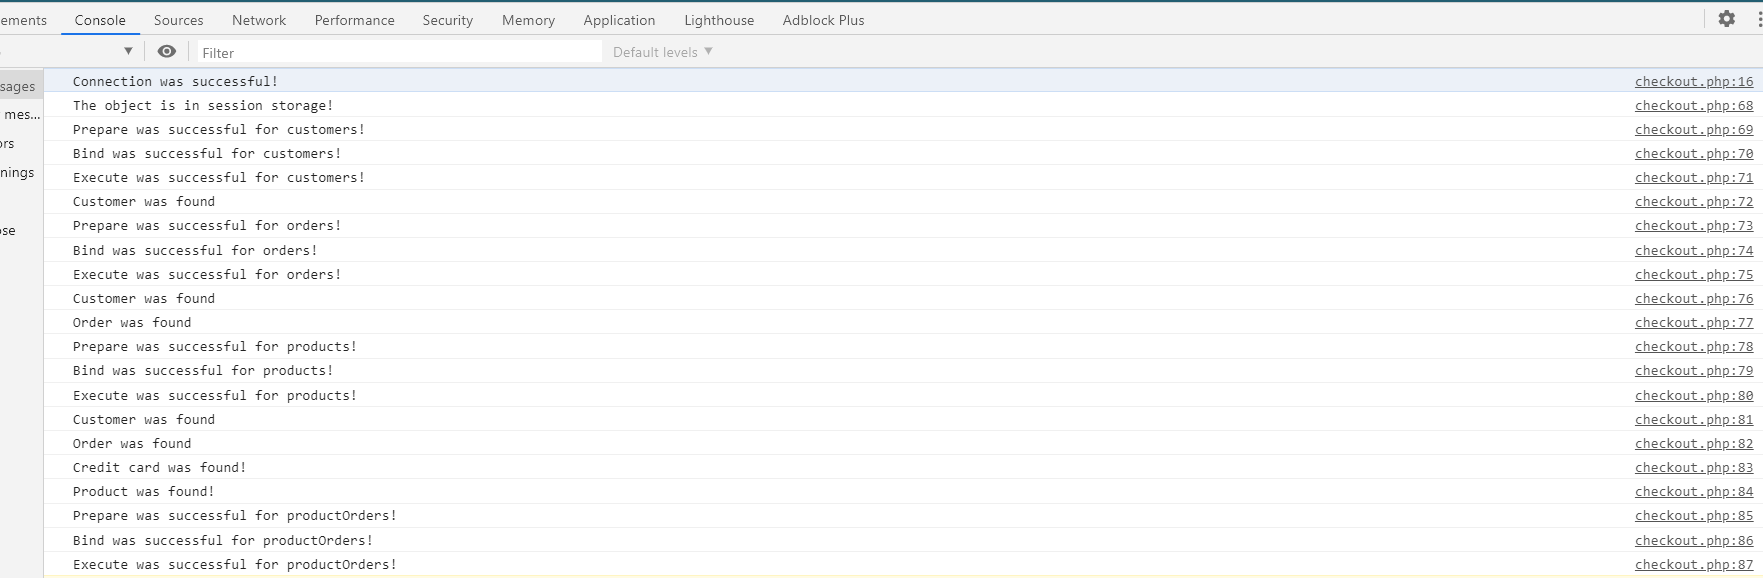 ements Console Sources Network Performance Security Memory Application Lighthouse Adblock Plus
Filter Default levels
sages
mes...
ors
nings
ose
Connection was successful! checkout.php:16
The object is in session storage! checkout.php:68
Prepare was successful for customers! checkout.php:69
Bind was successful for customers! checkout.php:70
Execute was successful for customers! checkout.php:71
Customer was found checkout.php:72
Prepare was successful for orders! checkout.php:73
Bind was successful for orders! checkout.php:74
Execute was successful for orders! checkout.php:75
Customer was found checkout.php:76
Order was found checkout.php:77
Prepare was successful for products! checkout.php:78
Bind was successful for products! checkout.php:79
Execute was successful for products! checkout.php:80
Customer was found checkout.php:81
Order was found checkout.php:82
Credit card was found! checkout.php:83
Product was found! checkout.php:84
Prepare was successful for productOrders! checkout.php:85
Bind was successful for productOrders! checkout.php:86
Execute was successful for productOrders! checkout.php:87